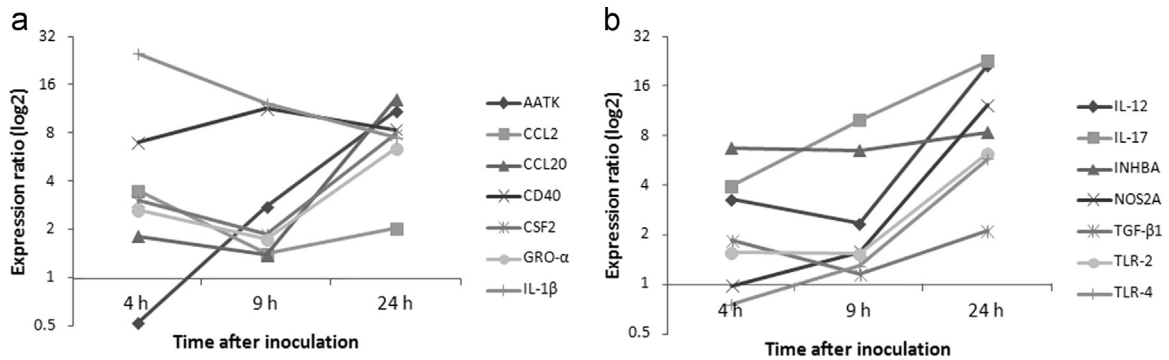 a
32
16
8
4
2
1
0.5
Expression ratio (log2)
4 h
9 h
24 h
Time after inoculation
AATK
CCL2
CCL20
CD40
CSF2
GRO-α
IL-1β
b
32
16
8
4
2
1
0.5
Expression ratio (log2)
4 h
9 h
24 h
Time after inoculation
IL-12
IL-17
INHBA
NOS2A
TGF-β1
TLR-2
TLR-4